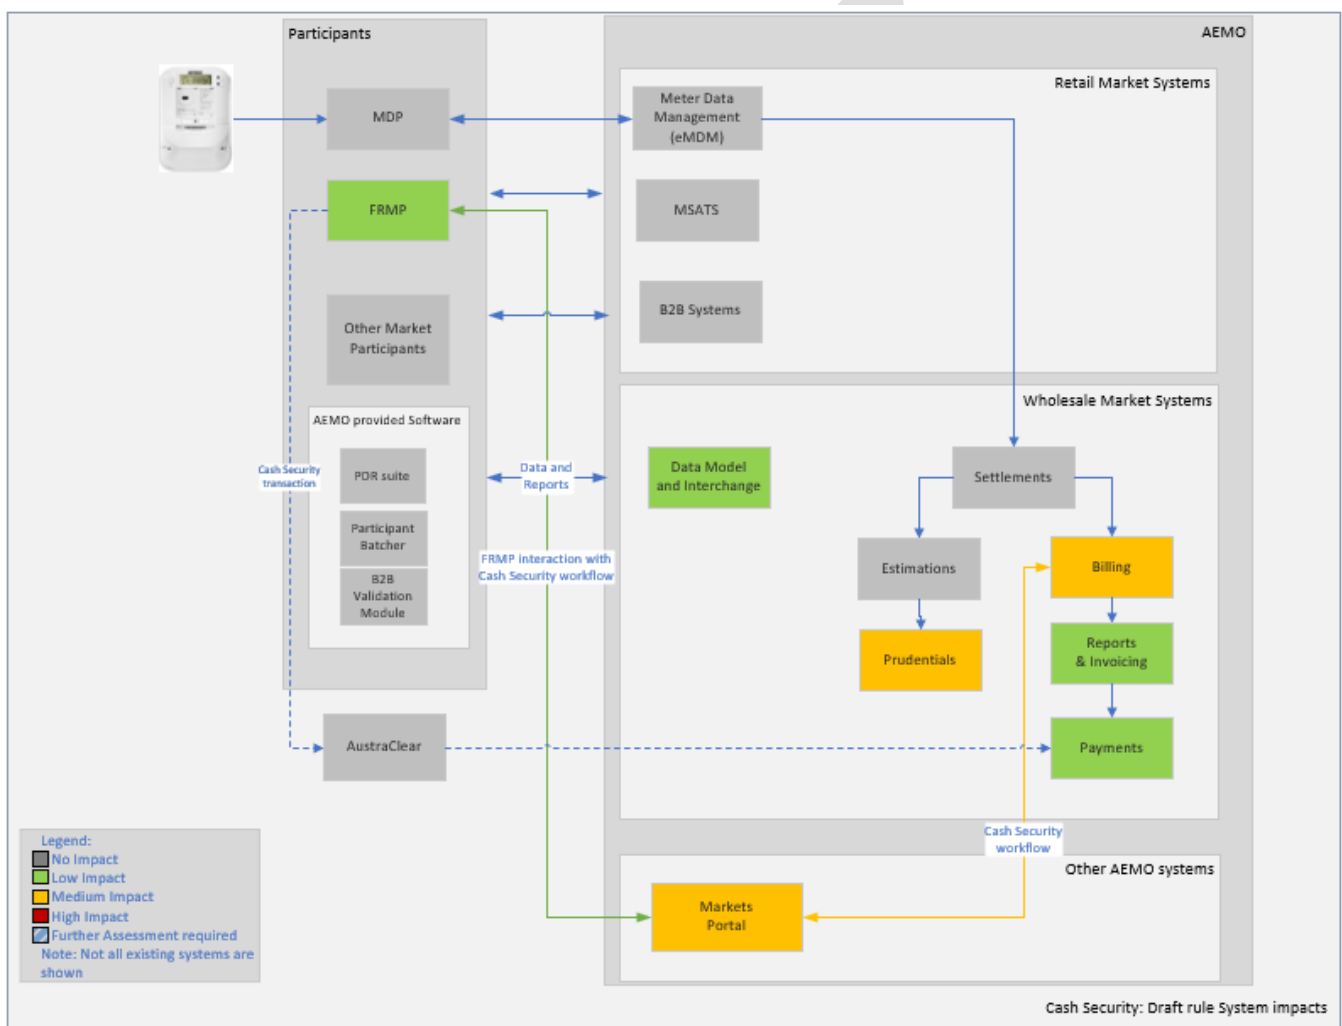 Participants
AEMO
Retail Market Systems
MDP
Meter Data
Management
(eMDM)
FRMP
MSATS
Other Market
Participants
B2B Systems
Wholesale Market Systems
AEMO provided Software
PDR suite
Participant
Batcher
B2B
Validation
Module
Cash Security
transaction
Data and
Reports
FRMP interaction with
Cash Security workflow
Data Model
and Interchange
Settlements
Estimations
Billing
Prudentials
Reports
& Invoicing
AustraClear
Payments
Cash Security
workflow
Other AEMO systems
Markets
Portal
Legend:
No Impact
Low Impact
Medium Impact
High Impact
Further Assessment required
Note: Not all existing systems are
shown
Cash Security: Draft rule System impacts